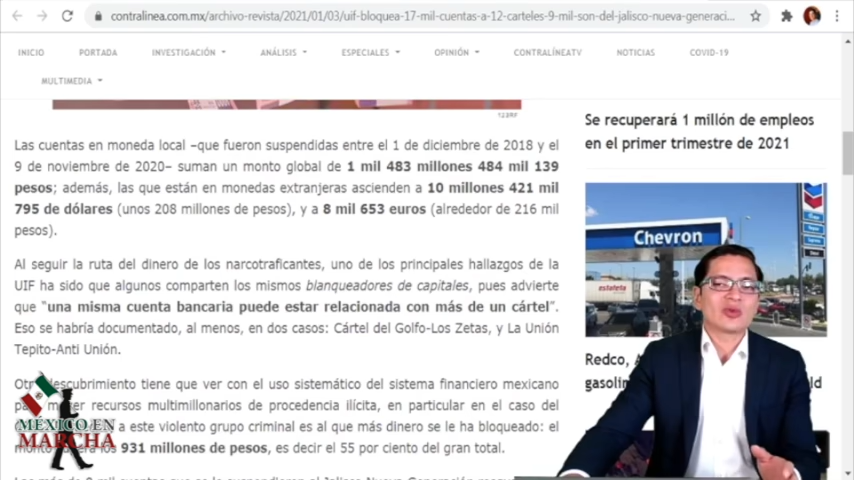 contralinea.com.mx/archivo-revista/2021/01/03/uif-bloquea-17-mil-cuentas-a-12-carteles-9-mil-son-del-jalisco-nueva-generaci...
INICIO PORTADA INVESTIGACIÓN ANÁLISIS ESPECIALES OPINIÓN CONTRALÍNEATV NOTICIAS COVID-19
MULTIMEDIA
123RF
Las cuentas en moneda local –que fueron suspendidas entre el 1 de diciembre de 2018 y el
9 de noviembre de 2020– suman un monto global de 1 mil 483 millones 484 mil 139
pesos; además, las que están en monedas extranjeras ascienden a 10 millones 421 mil
795 de dólares (unos 208 millones de pesos), y a 8 mil 653 euros (alrededor de 216 mil
pesos).
Al seguir la ruta del dinero de los narcotraficantes, uno de los principales hallazgos de la
UIF ha sido que algunos comparten los mismos blanqueadores de capitales, pues advierte
que "una misma cuenta bancaria puede estar relacionada con más de un cártel".
Eso se habría documentado, al menos, en dos casos: Cártel del Golfo-Los Zetas, y La Unión
Tepito-Anti Unión.
descubrimiento tiene que ver con el uso sistemático del sistema financiero mexicano
recursos multimillonarios de procedencia ilícita, en particular en el caso del
a este violento grupo criminal es al que más dinero se le ha bloqueado: el
los 931 millones de pesos, es decir el 55 por ciento del gran total.
Se recuperará 1 millón de empleos
en el primer trimestre de 2021
Chevron
estafeta
Redco,
MÉXICO EN
MARCHA